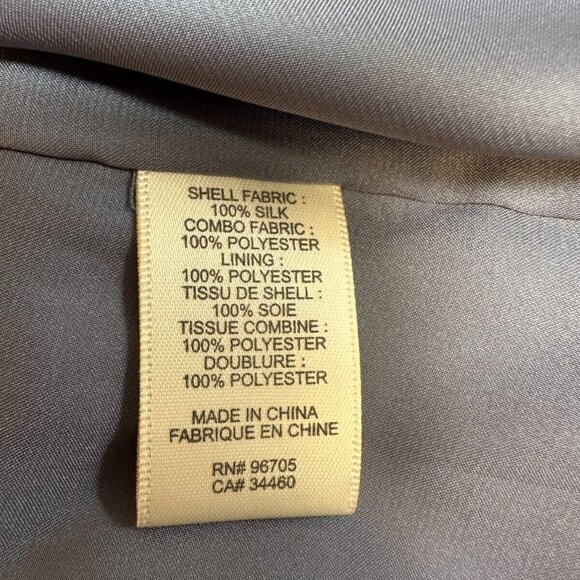 SHELL FABRIC :
100% SILK
COMBO FABRIC :
100% POLYESTER
LINING :
100% POLYESTER
TISSU DE SHELL :
100% SOIE
TISSUE COMBINE :
100% POLYESTER
DOUBLURE :
100% POLYESTER
MADE IN CHINA
FABRIQUE EN CHINE
RN# 96705
CA# 34460